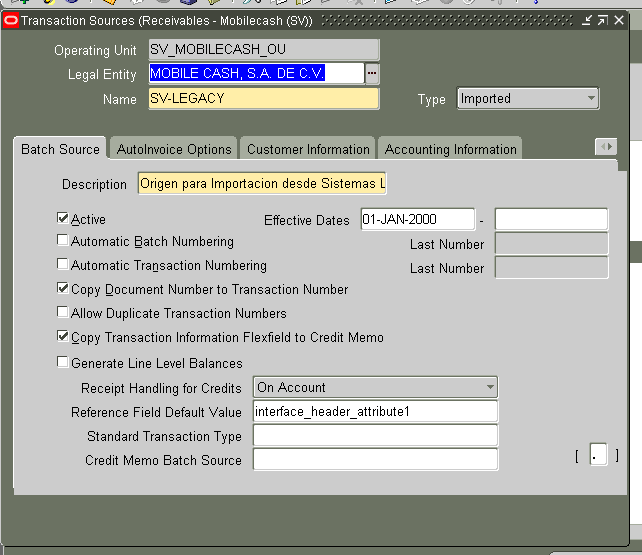 Transaction Sources (Receivables - Mobilecash (SV))
Operating Unit SV_MOBILECASH_OU
Legal Entity MOBILE CASH, S.A. DE C.V. ...
Name SV-LEGACY Type Imported
Batch Source AutoInvoice Options Customer Information Accounting Information
Description Origen para Importacion desde Sistemas L
Active Effective Dates 01-JAN-2000 -
Automatic Batch Numbering Last Number
Automatic Transaction Numbering Last Number
Copy Document Number to Transaction Number
Allow Duplicate Transaction Numbers
Copy Transaction Information Flexfield to Credit Memo
Generate Line Level Balances
Receipt Handling for Credits On Account
Reference Field Default Value interface_header_attribute1
Standard Transaction Type
Credit Memo Batch Source [ . ]